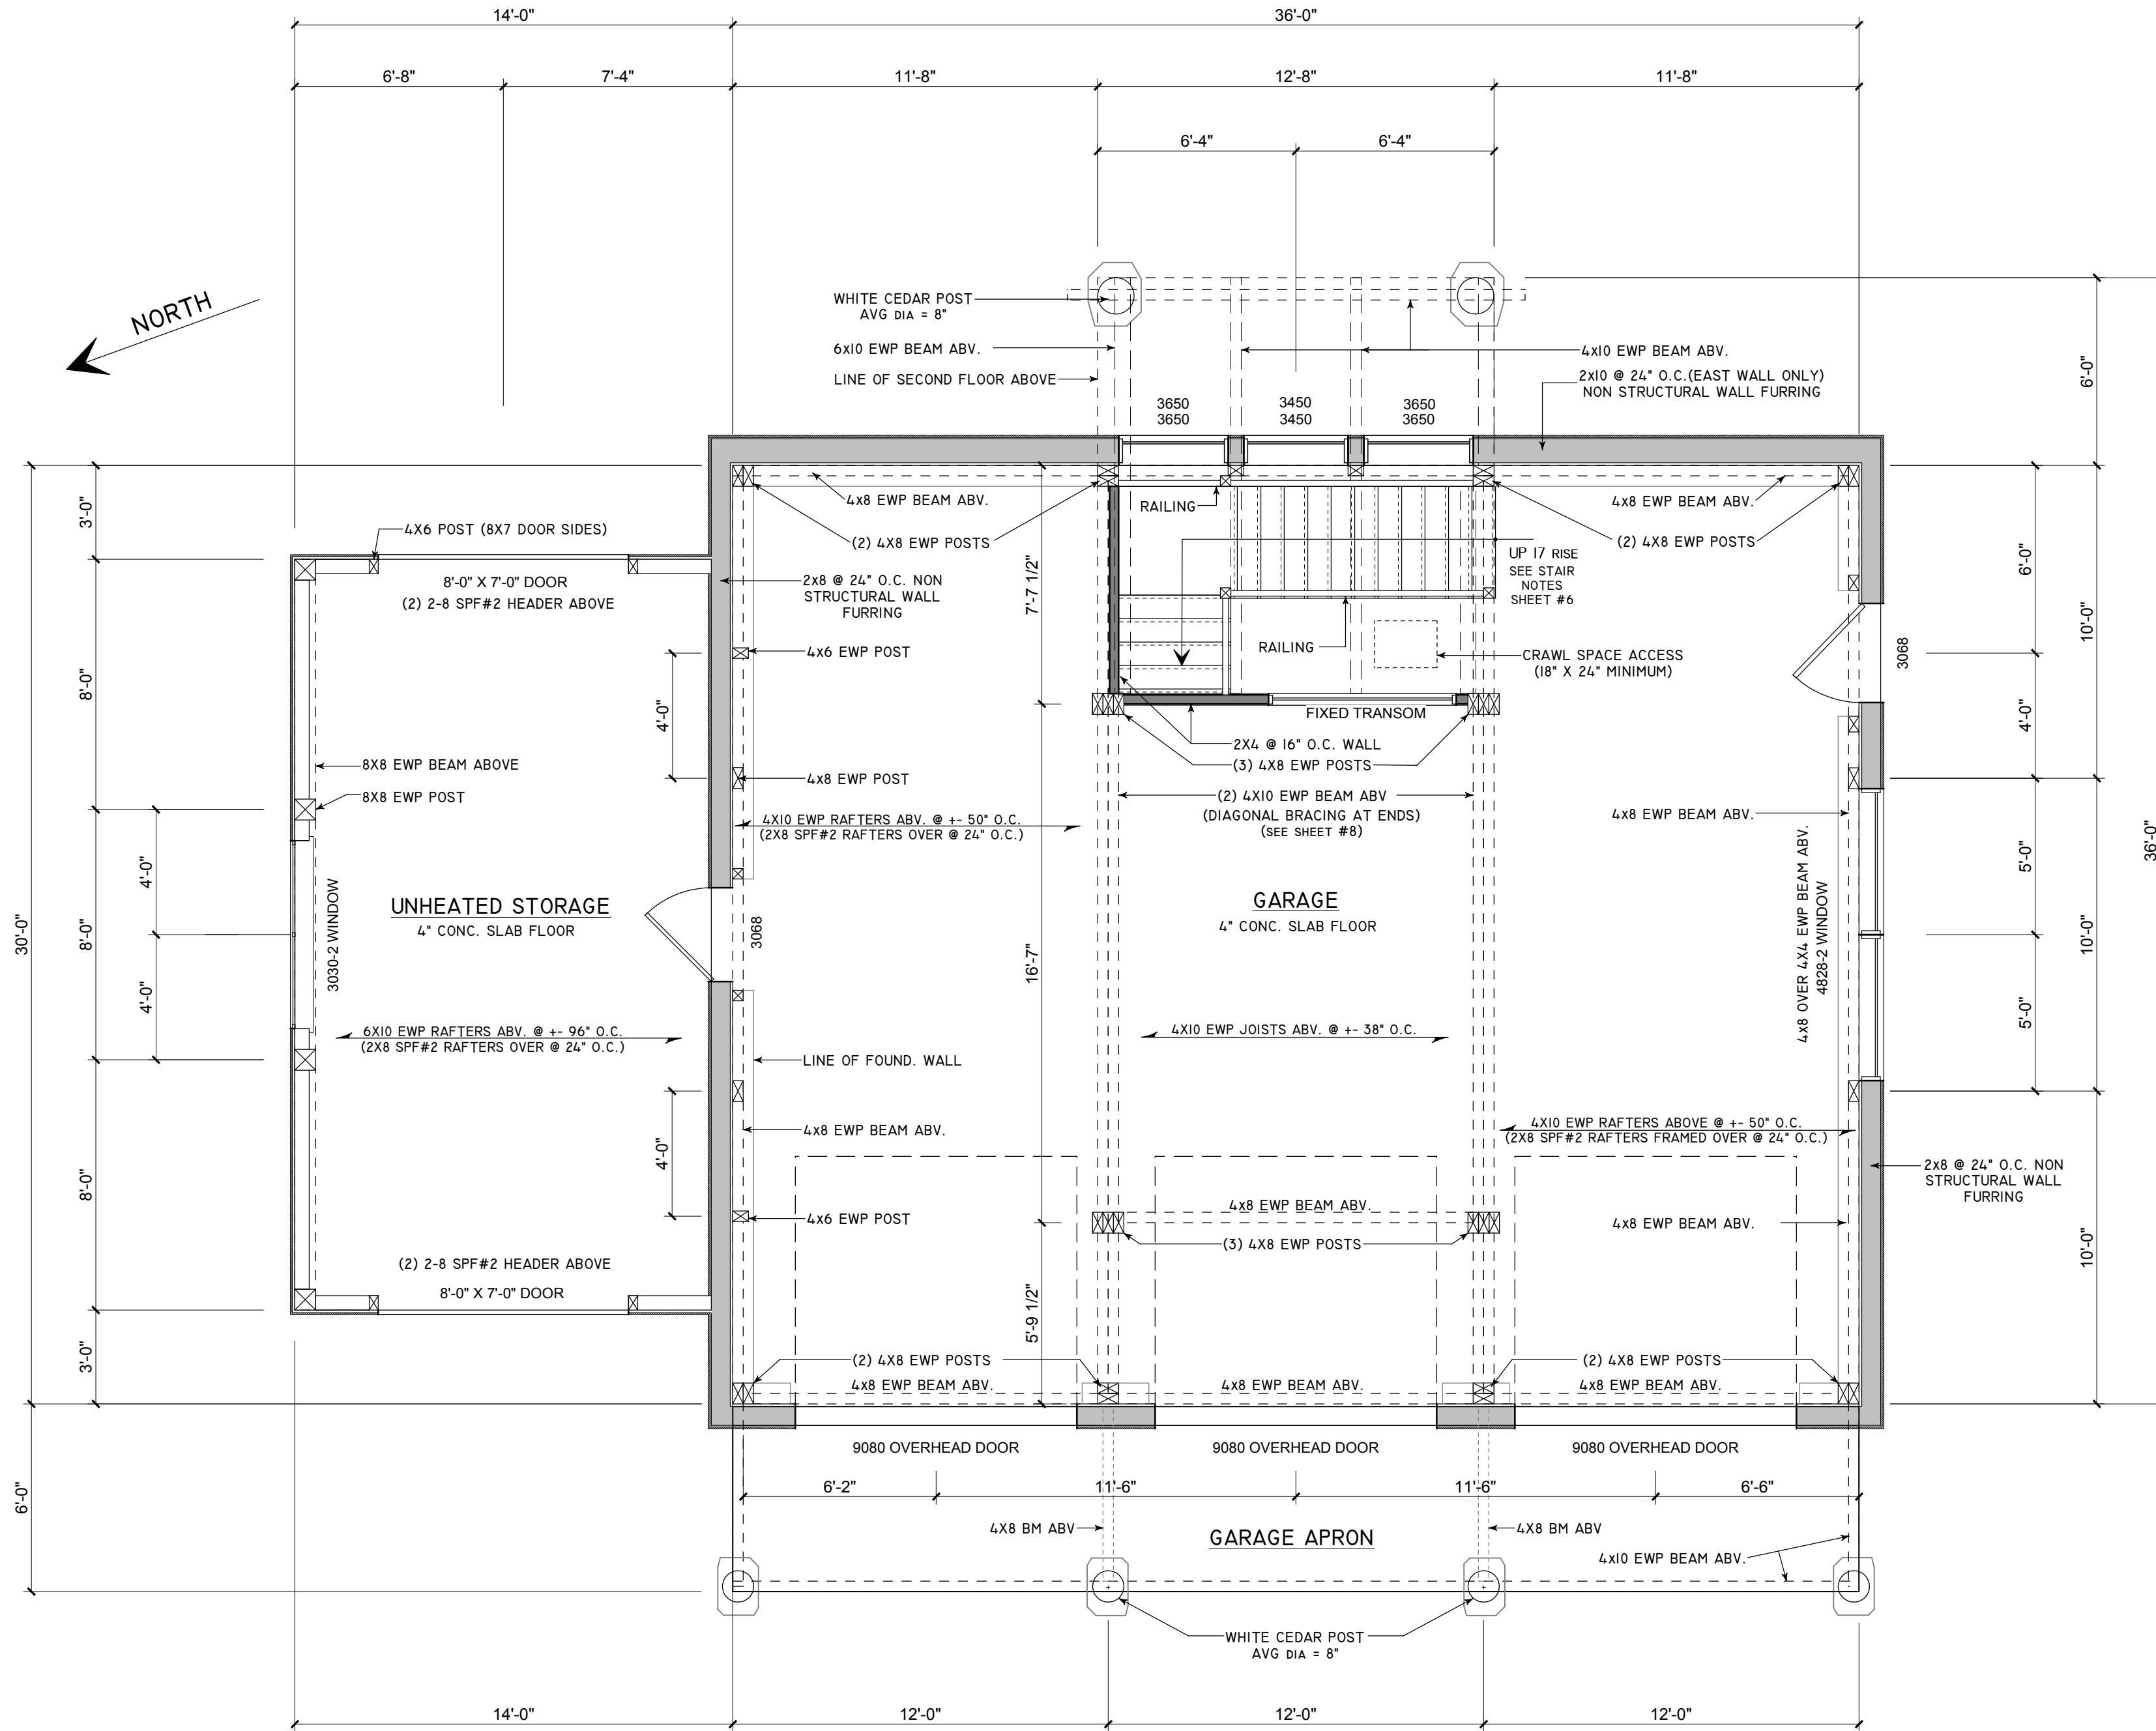 14'-0"
36'-0"
6'-8"
7'-4"
11'-8"
12'-8"
11'-8"
6'-4"
6'-4"
NORTH
WHITE CEDAR POST
AVG DIA = 8"
6x10 EWP BEAM ABV.
LINE OF SECOND FLOOR ABOVE
4x10 EWP BEAM ABV.
2x10 @ 24" O.C.(EAST WALL ONLY)
NON STRUCTURAL WALL FURRING
6'-0"
3650
3650
3450
3450
3650
3650
3'-0"
4X6 POST (8X7 DOOR SIDES)
4x8 EWP BEAM ABV.
RAILING
4x8 EWP BEAM ABV.
(2) 4X8 EWP POSTS
(2) 4X8 EWP POSTS
8'-0" X 7'-0" DOOR
(2) 2-8 SPF#2 HEADER ABOVE
2x8 @ 24" O.C. NON
STRUCTURAL WALL
FURRING
7'-7 1/2"
UP 17 RISE
SEE STAIR
NOTES
SHEET #6
6'-0"
10'-0"
8'-0"
4x6 EWP POST
RAILING
CRAWL SPACE ACCESS
(18" X 24" MINIMUM)
3068
4'-0"
FIXED TRANSOM
4'-0"
2X4 @ 16" O.C. WALL
(3) 4X8 EWP POSTS
8X8 EWP BEAM ABOVE
4x8 EWP POST
8X8 EWP POST
(2) 4X10 EWP BEAM ABV
(DIAGONAL BRACING AT ENDS)
(SEE SHEET #8)
4x8 EWP BEAM ABV.
4X10 EWP RAFTERS ABV. @ +- 50" O.C.
(2X8 SPF#2 RAFTERS OVER @ 24" O.C.)
36'-0"
4'-0"
5'-0"
30'-0"
8'-0"
3030-2 WINDOW
UNHEATED STORAGE
4" CONC. SLAB FLOOR
3068
GARAGE
4" CONC. SLAB FLOOR
4X8 OVER 4X4 EWP BEAM ABV.
4828-2 WINDOW
10'-0"
16'-7"
4'-0"
5'-0"
6X10 EWP RAFTERS ABV. @ +- 96" O.C.
(2X8 SPF#2 RAFTERS OVER @ 24" O.C.)
4X10 EWP JOISTS ABV. @ +- 38" O.C.
LINE OF FOUND. WALL
4x8 EWP BEAM ABV.
4X10 EWP RAFTERS ABOVE @ +- 50" O.C.
(2X8 SPF#2 RAFTERS FRAMED OVER @ 24" O.C.)
4'-0"
8'-0"
2x8 @ 24" O.C. NON
STRUCTURAL WALL
FURRING
4x6 EWP POST
4x8 EWP BEAM ABV.
4x8 EWP BEAM ABV.
(3) 4X8 EWP POSTS
10'-0"
(2) 2-8 SPF#2 HEADER ABOVE
8'-0" X 7'-0" DOOR
5'-9 1/2"
3'-0"
(2) 4X8 EWP POSTS
(2) 4X8 EWP POSTS
4x8 EWP BEAM ABV.
4x8 EWP BEAM ABV.
4x8 EWP BEAM ABV.
9080 OVERHEAD DOOR
9080 OVERHEAD DOOR
9080 OVERHEAD DOOR
6'-0"
6'-2"
11'-6"
11'-6"
6'-6"
4X8 BM ABV
GARAGE APRON
4X8 BM ABV
4x10 EWP BEAM ABV.
WHITE CEDAR POST
AVG DIA = 8"
14'-0"
12'-0"
12'-0"
12'-0"